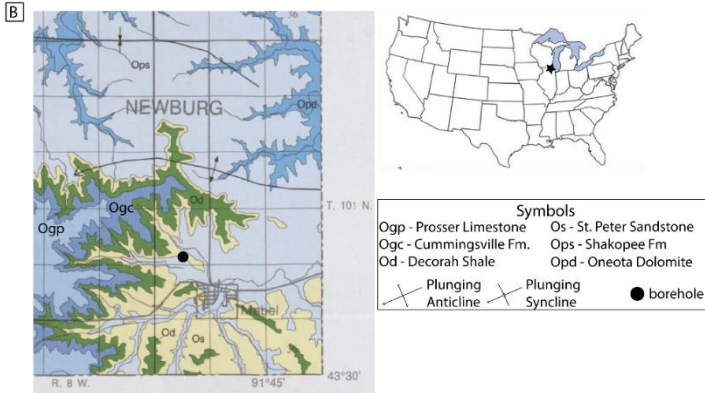 B
36
Ops
NEWBURG
Opd
Ogc
Ogp
Od
T. 101 N.
Mabel
Od
Os
R. 8 W.
91°45'
43°30'
Symbols
Ogp - Prosser Limestone
Os - St. Peter Sandstone
Ogc - Cummingsville Fm.
Ops - Shakopee Fm
Od - Decorah Shale
Opd - Oneota Dolomite
Plunging
Anticline
Plunging
Syncline
borehole